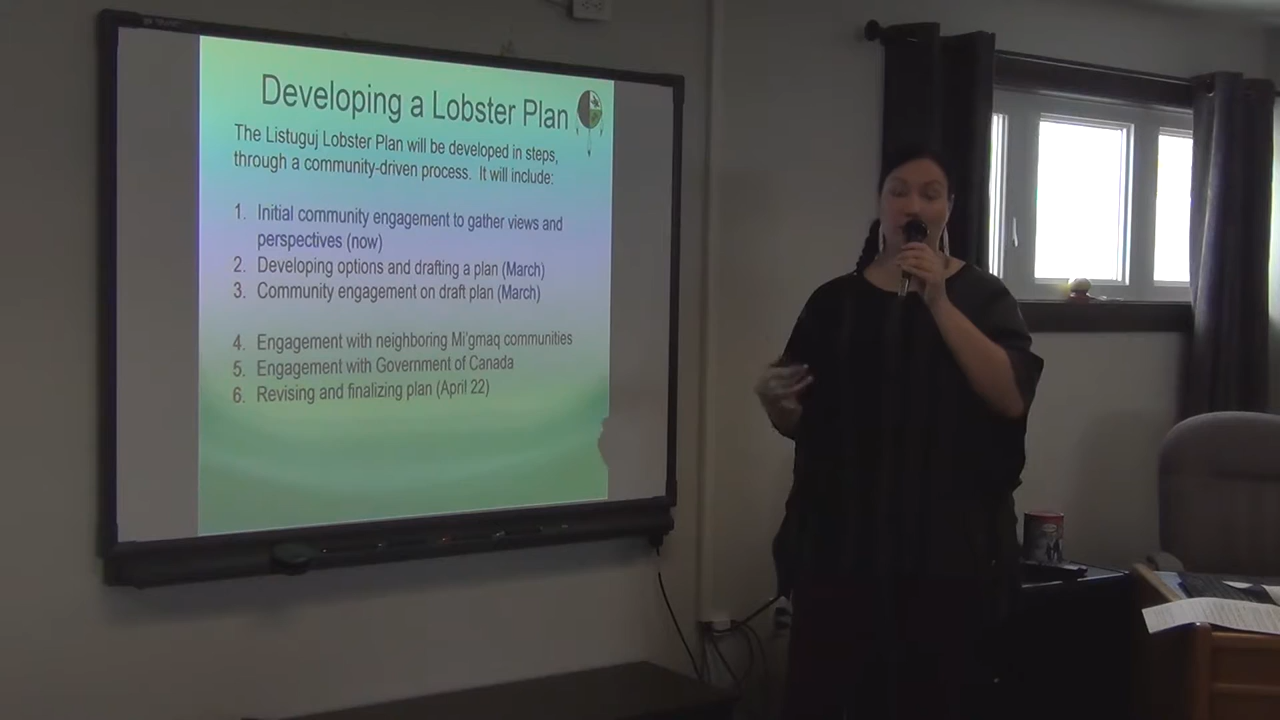 Developing a Lobster Plan
The Listuguj Lobster Plan will be developed in steps,
through a community-driven process. It will include:
1. Initial community engagement to gather views and
perspectives (now)
2. Developing options and drafting a plan (March)
3. Community engagement on draft plan (March)
4. Engagement with neighboring Mi'gmaq communities
5. Engagement with Government of Canada
6. Revising and finalizing plan (April 22)